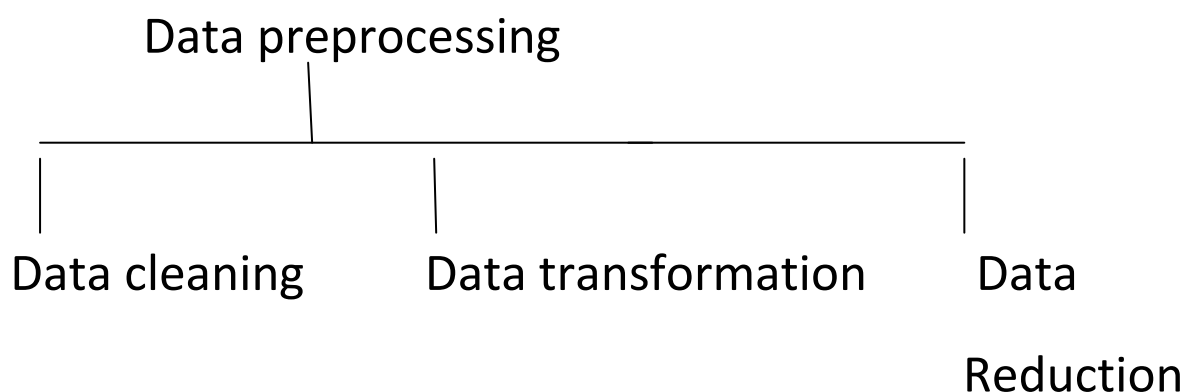 Data preprocessing
Data cleaning
Data transformation
Data
Reduction